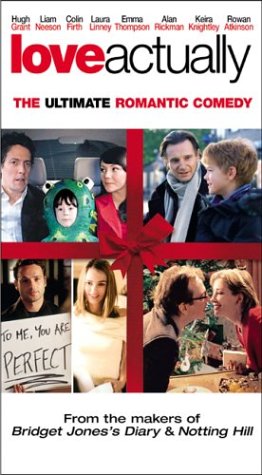 Hugh Liam Colin Laura Emma Alan Keira Rowan
Grant Neeson Firth Linney Thompson Rickman Knightley Atkinson
loveactually
THE ULTIMATE ROMANTIC COMEDY
TO ME, YOU ARE
PERFECT
From the makers of
Bridget Jones's Diary & Notting Hill